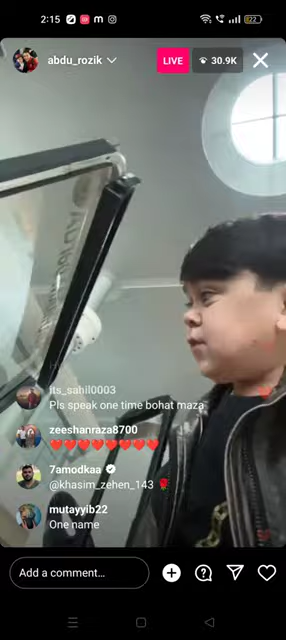 2:15
22
abdu_rozik
LIVE
30.9K
its_sahil0003
Pls speak one time bohat maza
zeeshanraza8700
❤️❤️❤️❤️❤️❤️❤️❤️
7amodkaa
@khasim_zehen_143 🌹
mutayyib22
One name
Add a comment...